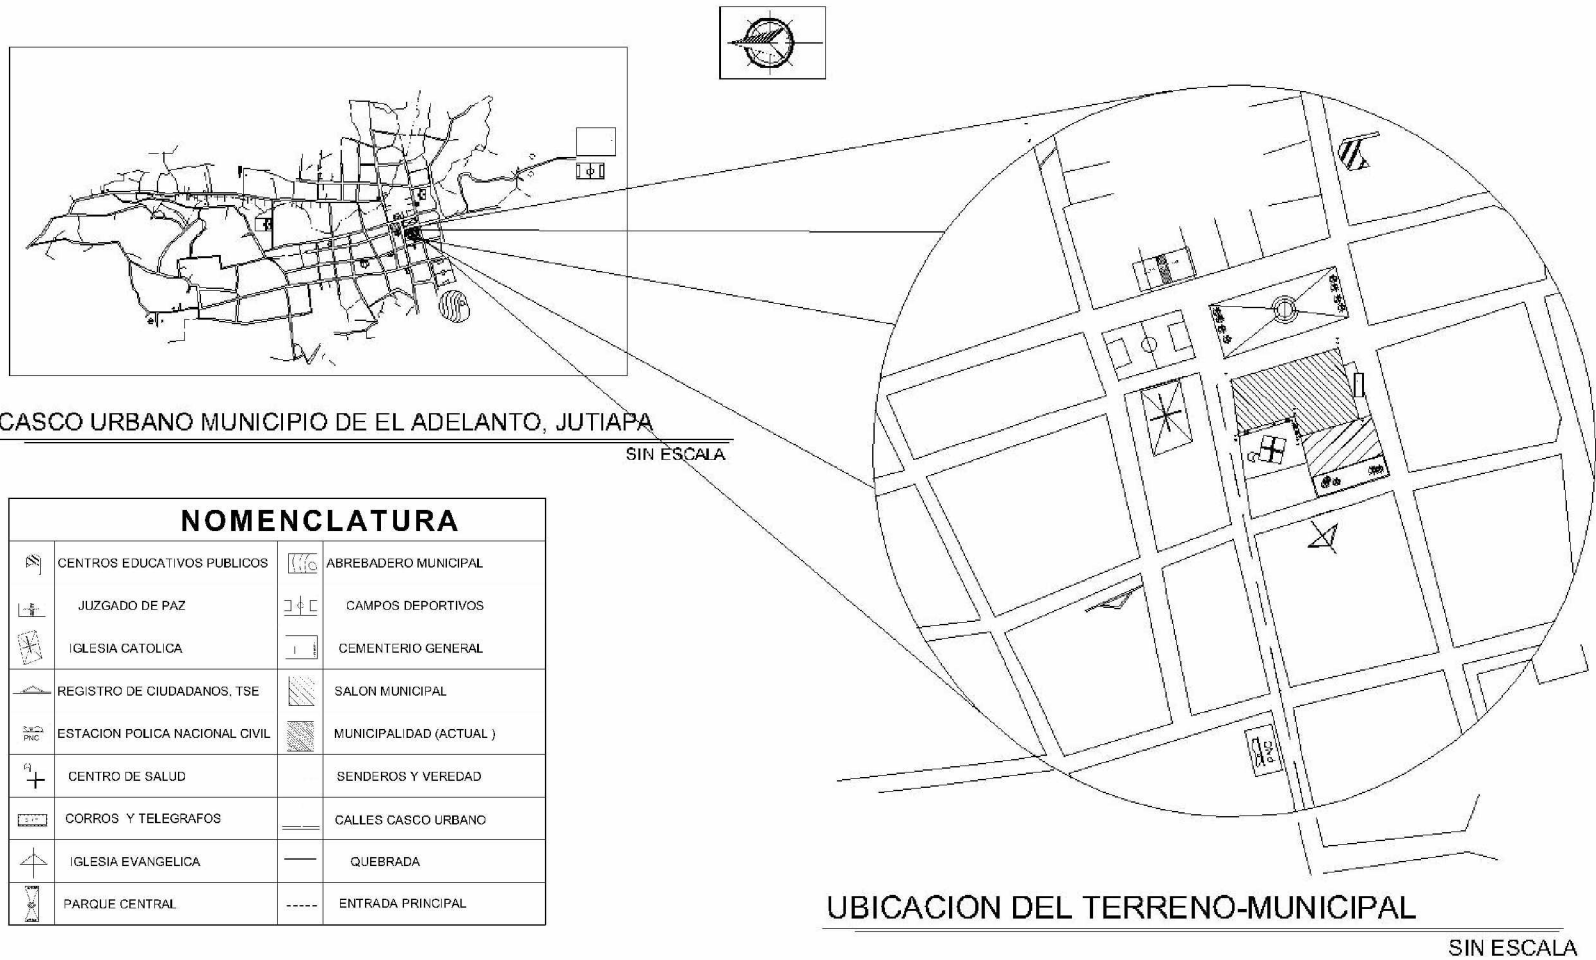 CASCO URBANO MUNICIPIO DE EL ADELANTO, JUTIAPA
SIN ESCALA
NOMENCLATURA
CENTROS EDUCATIVOS PUBLICOS
ABREBADERO MUNICIPAL
JUZGADO DE PAZ
CAMPOS DEPORTIVOS
IGLESIA CATOLICA
CEMENTERIO GENERAL
REGISTRO DE CIUDADANOS, TSE
SALON MUNICIPAL
PNC
ESTACION POLICA NACIONAL CIVIL
MUNICIPALIDAD (ACTUAL )
CENTRO DE SALUD
SENDEROS Y VEREDAD
CORROS Y TELEGRAFOS
CALLES CASCO URBANO
IGLESIA EVANGELICA
QUEBRADA
PARQUE CENTRAL
ENTRADA PRINCIPAL
PNC
UBICACION DEL TERRENO-MUNICIPAL
SIN ESCALA